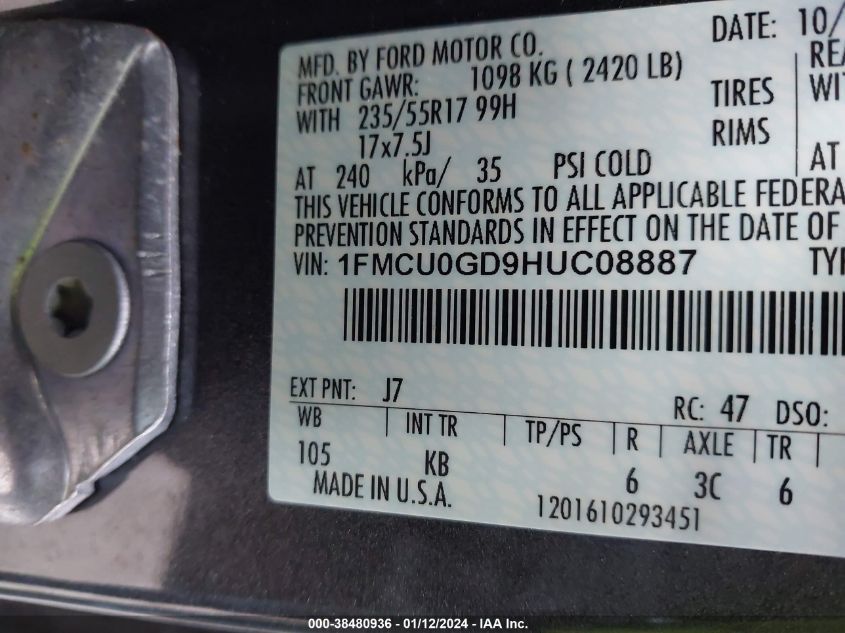 MFD. BY FORD MOTOR CO.
DATE: 10/
FRONT GAWR: 1098 KG ( 2420 LB)
WITH 235/55R17 99H TIRES
17x7.5J RIMS
AT 240 kPa/ 35 PSI COLD AT
THIS VEHICLE CONFORMS TO ALL APPLICABLE FEDERA
PREVENTION STANDARDS IN EFFECT ON THE DATE OF
VIN: 1FMCU0GD9HUC08887
EXT PNT: J7 RC: 47 DSO:
WB INT TR TP/PS R AXLE TR
105 KB 6 3C 6
MADE IN U.S.A.
1201610293451
000-38480936 - 01/12/2024 - IAA Inc.